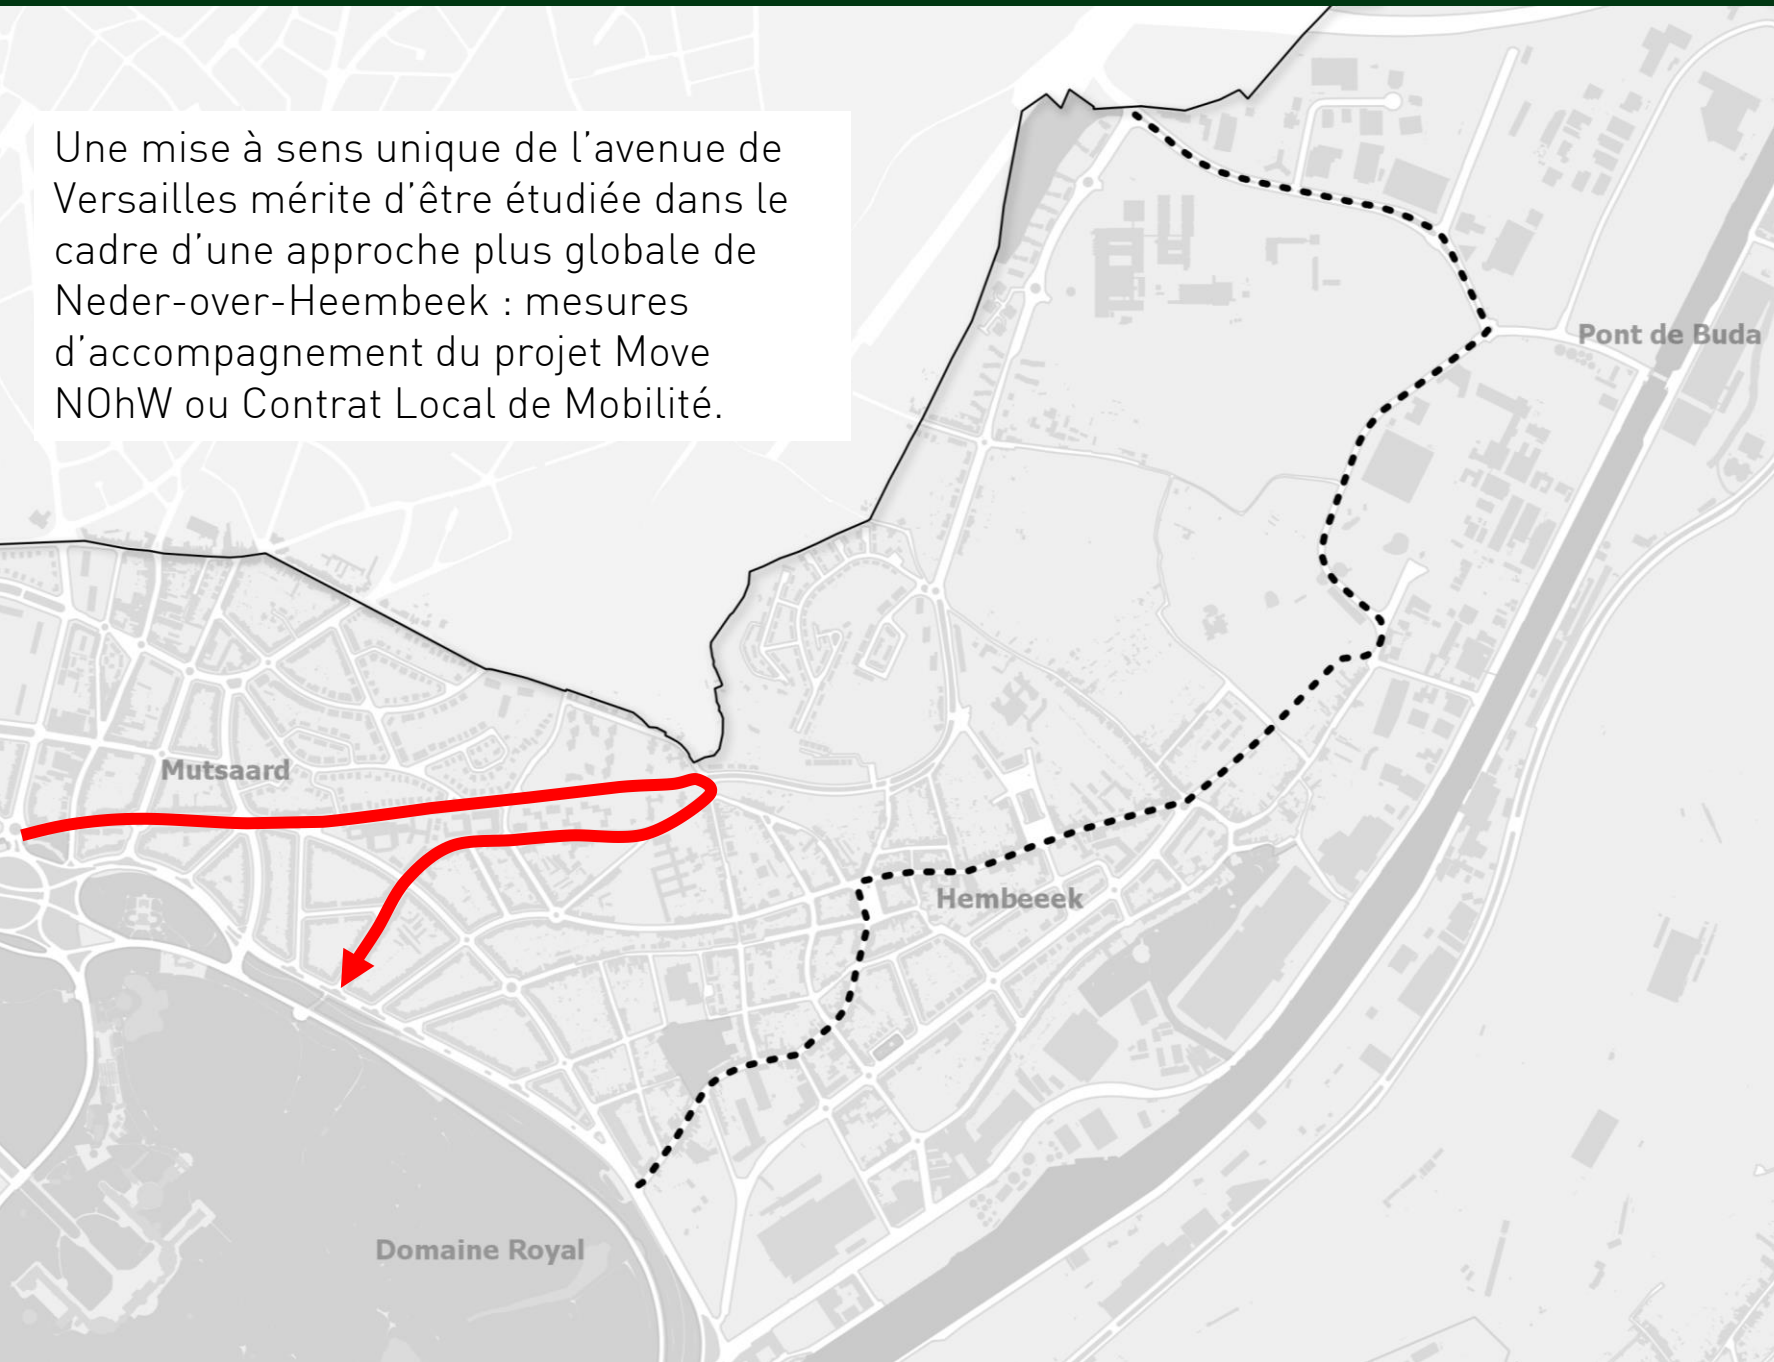 Une mise à sens unique de l’avenue de
Versailles mérite d’être étudiée dans le
cadre d’une approche plus globale de
Neder-over-Heembeek : mesures
d’accompagnement du projet Move
NOhW ou Contrat Local de Mobilité.
Pont de Buda
Mutsaard
Hembeeek
Domaine Royal